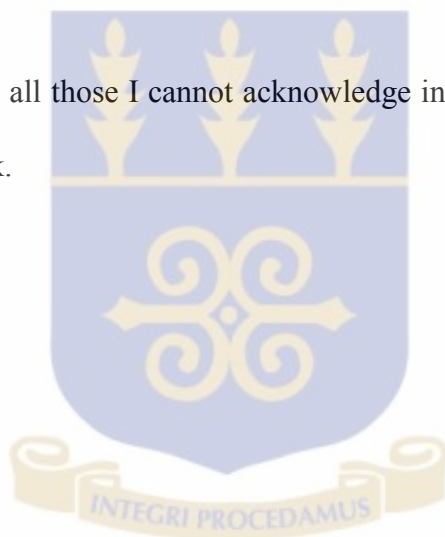 all those I cannot acknowledge in
k.
INTEGRI PROCEDAMUS